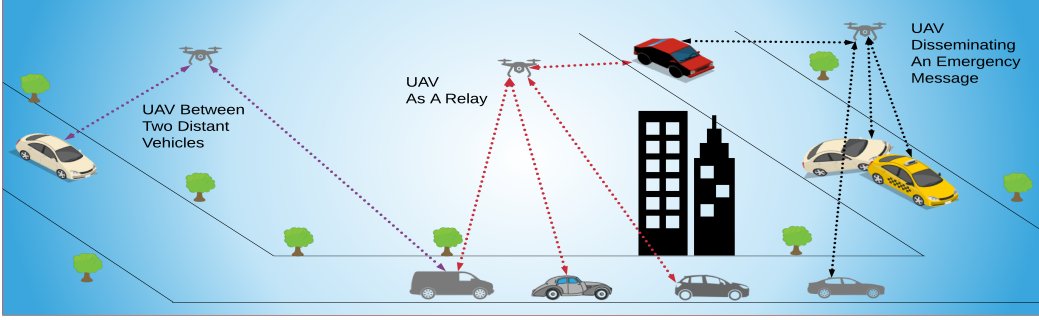 UAV Between
Two Distant
Vehicles
UAV
As A Relay
UAV
Disseminating
An Emergency
Message